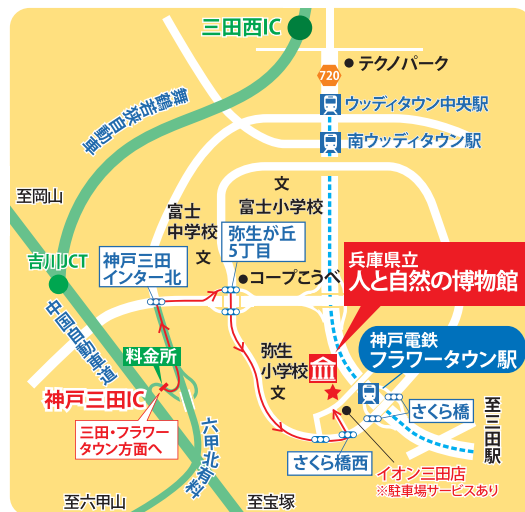 三田西IC
720
テクノパーク
ウッディタウン中央駅
南ウッディタウン駅
舞鶴若狭自動車
至岡山
吉川JCT
中国自動車道
文
富士小学校
富士
中学校
文
弥生が丘
5丁目
神戸三田
インター北
コープこうべ
兵庫県立
人と自然の博物館
神戸電鉄
フラワータウン駅
料金所
弥生
小学校
文
神戸三田IC
三田・フラワー
タウン方面へ
さくら橋
さくら橋西
至三田駅
イオン三田店
※駐車場サービスあり
六甲北有料
至六甲山
至宝塚